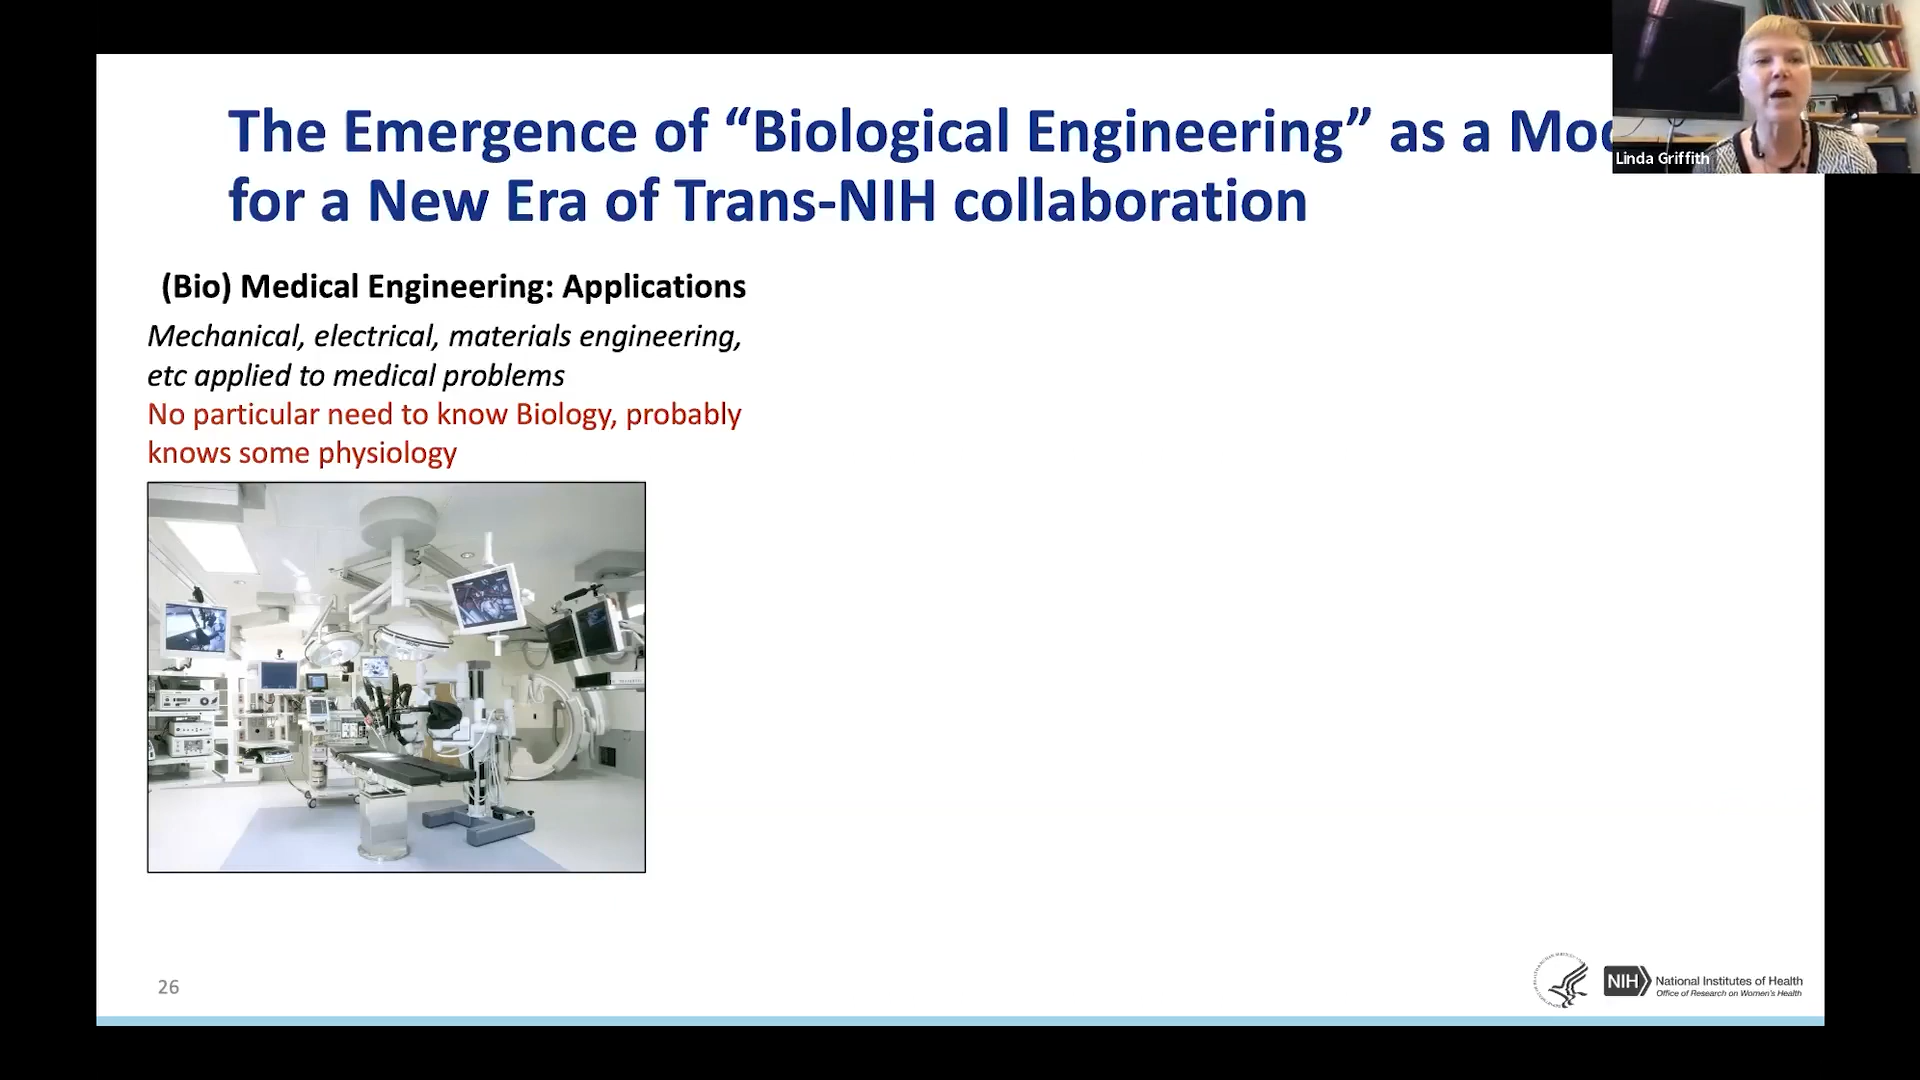 The Emergence of “Biological Engineering” as a
for a New Era of Trans-NIH collaboration
Linda Griffith
(Bio) Medical Engineering: Applications
Mechanical, electrical, materials engineering,
etc applied to medical problems
No particular need to know Biology, probably
knows some physiology
26
NIH
National Institutes of Health
Office of Research on Women's Health